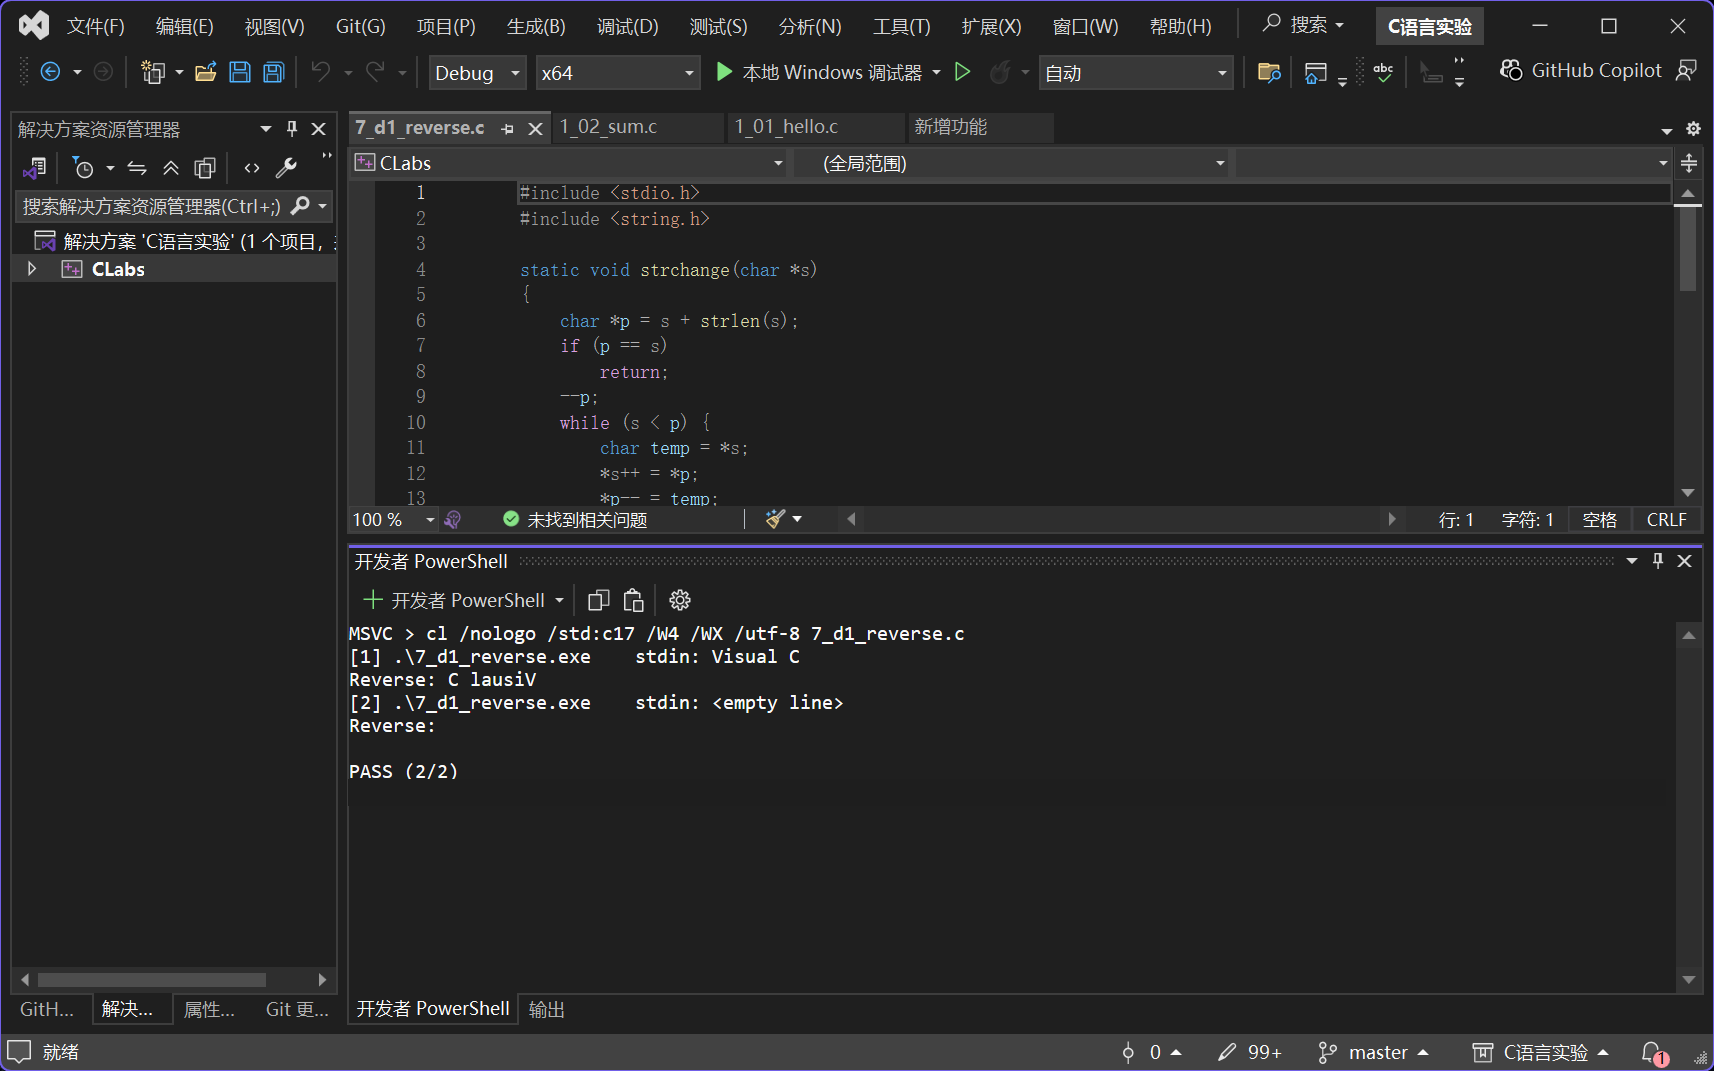 文件(F) 编辑(E) 视图(V) Git(G) 项目(P) 生成(B) 调试(D) 测试(S) 分析(N) 工具(T) 扩展(X) 窗口(W) 帮助(H) 搜索 C语言实验
Debug x64 本地 Windows 调试器 自动 abc GitHub Copilot
解决方案资源管理器
搜索解决方案资源管理器(Ctrl+;)
解决方案 'C语言实验' (1 个项目,
CLabs
7_d1_reverse.c 1_02_sum.c 1_01_hello.c 新增功能
CLabs (全局范围)
1 #include <stdio.h>
2 #include <string.h>
3
4 static void strchange(char *s)
5 {
6 char *p = s + strlen(s);
7 if (p == s)
8 return;
9 --p;
10 while (s < p) {
11 char temp = *s;
12 *s++ = *p;
13 *p-- = temp;
100 % 未找到相关问题 行: 1 字符: 1 空格 CRLF
开发者 PowerShell
开发者 PowerShell
MSVC > cl /nologo /std:c17 /W4 /WX /utf-8 7_d1_reverse.c
[1] .\7_d1_reverse.exe stdin: Visual C
Reverse: C lausiV
[2] .\7_d1_reverse.exe stdin: <empty line>
Reverse:
PASS (2/2)
GitH... 解决... 属性... Git 更...
开发者 PowerShell 输出
就绪 0 99+ master C语言实验 1